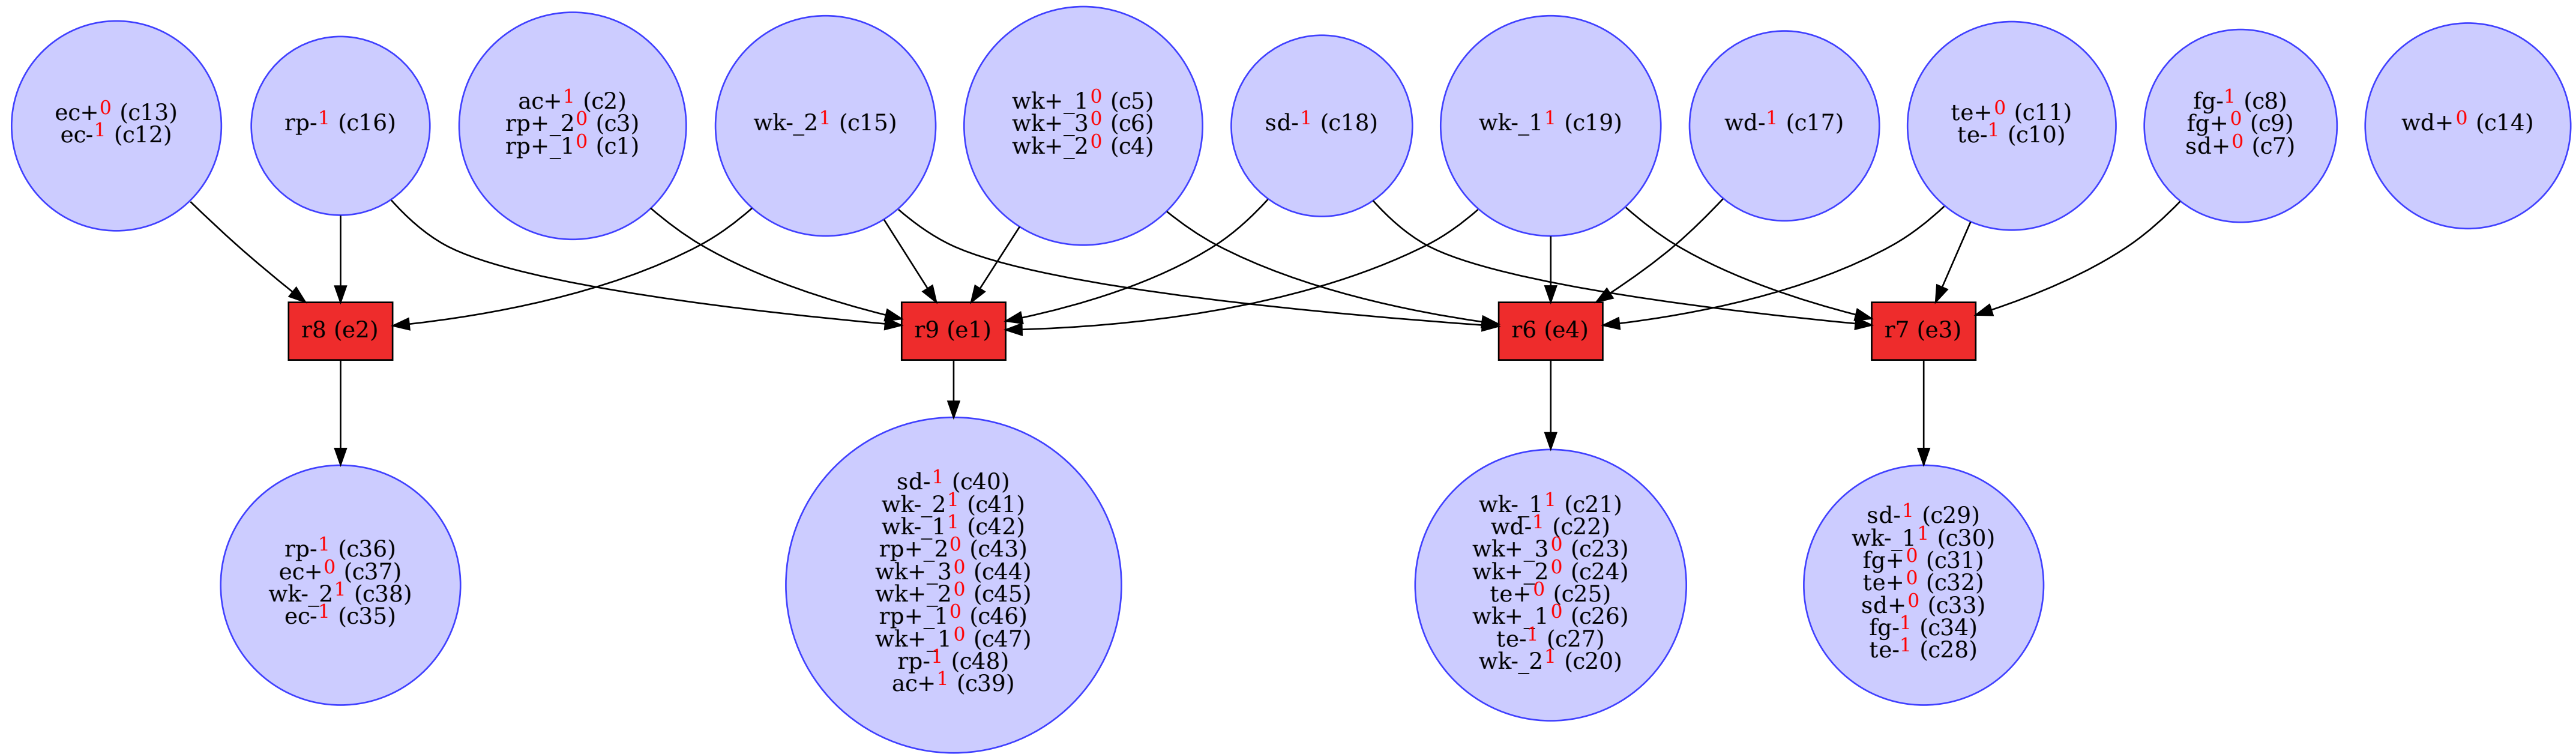 ec+0 (c13)
ec-1 (c12)
rp-1 (c16)
ac+1 (c2)
rp+_20 (c3)
rp+_10 (c1)
wk-_21 (c15)
wk+_10 (c5)
wk+_30 (c6)
wk+_20 (c4)
sd-1 (c18)
wk-_11 (c19)
wd-1 (c17)
te+0 (c11)
te-1 (c10)
fg-1 (c8)
fg+0 (c9)
sd+0 (c7)
wd+0 (c14)
r8 (e2)
r9 (e1)
r6 (e4)
r7 (e3)
rp-1 (c36)
ec+0 (c37)
wk-_21 (c38)
ec-1 (c35)
sd-1 (c40)
wk-_21 (c41)
wk-_11 (c42)
rp+_20 (c43)
wk+_30 (c44)
wk+_20 (c45)
rp+_10 (c46)
wk+_10 (c47)
rp-1 (c48)
ac+1 (c39)
wk-_11 (c21)
wd-1 (c22)
wk+_30 (c23)
wk+_20 (c24)
te+0 (c25)
wk+_10 (c26)
te-1 (c27)
wk-_21 (c20)
sd-1 (c29)
wk-_11 (c30)
fg+0 (c31)
te+0 (c32)
sd+0 (c33)
fg-1 (c34)
te-1 (c28)